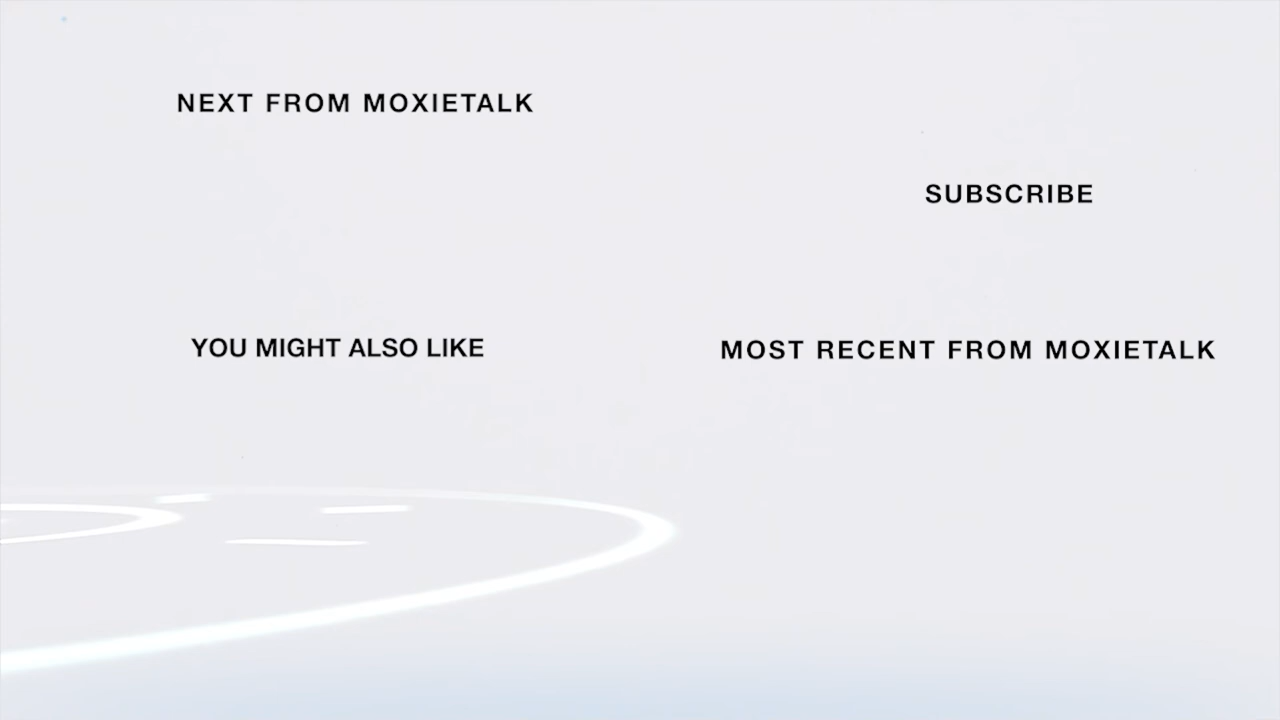 NEXT FROM MOXIETALK
SUBSCRIBE
YOU MIGHT ALSO LIKE
MOST RECENT FROM MOXIETALK